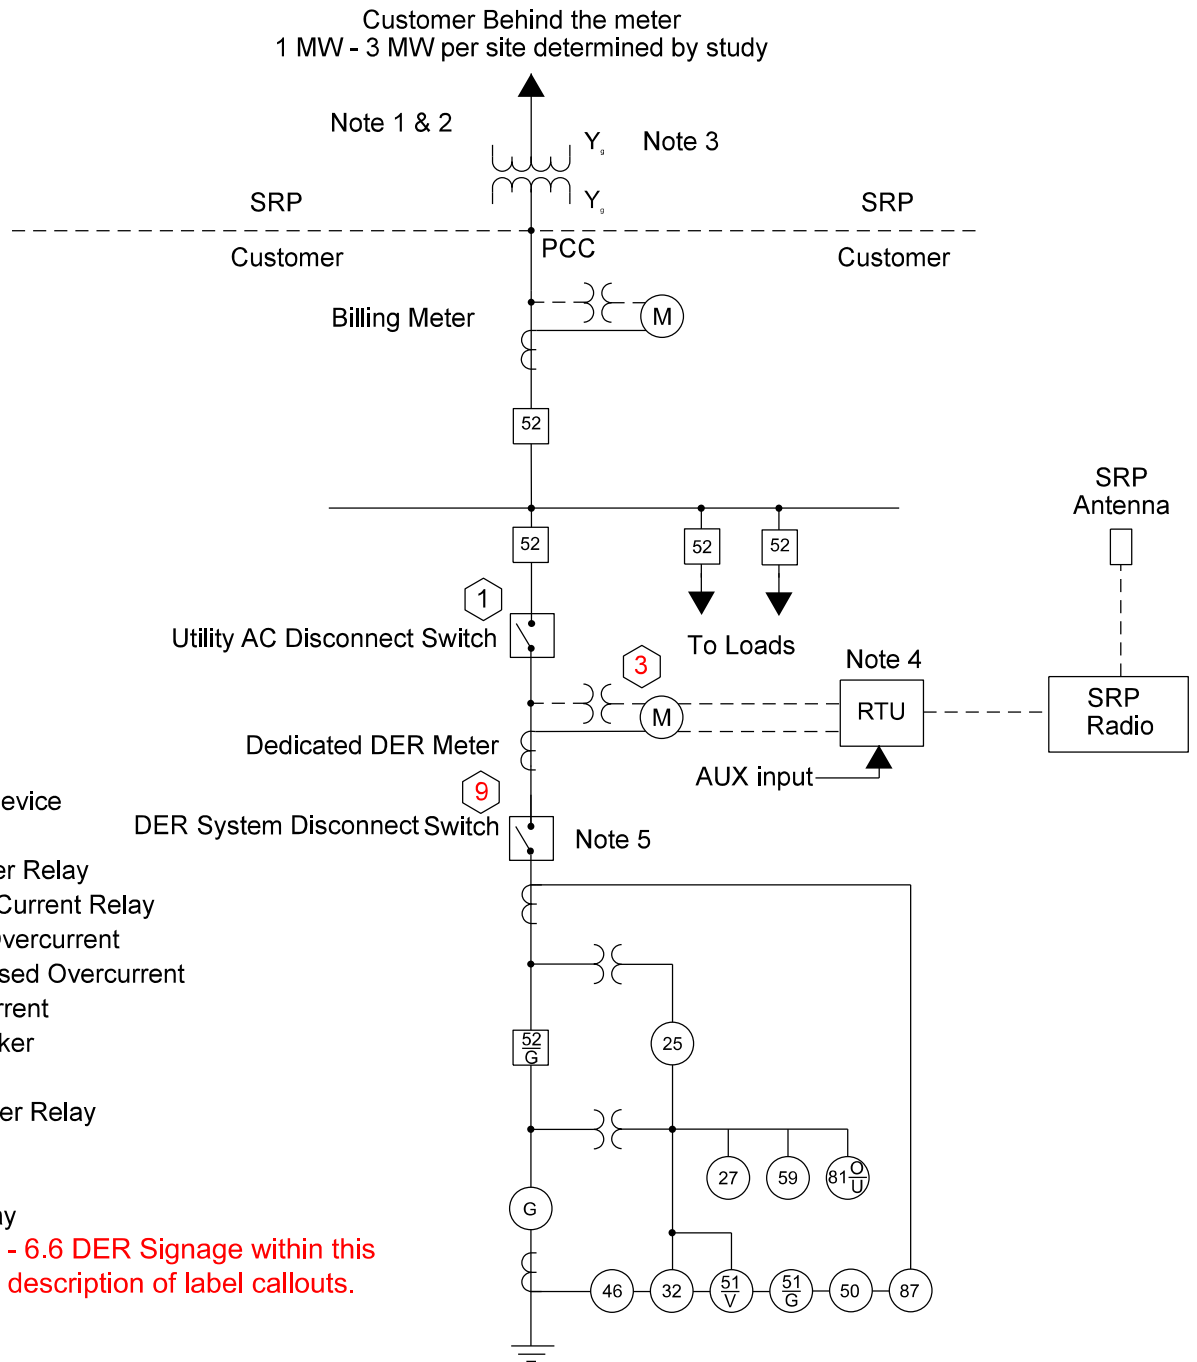 Customer Behind the meter
1 MW - 3 MW per site determined by study
Note 1 & 2
Yg
Note 3
Yg
SRP
SRP
PCC
Customer
Customer
Billing Meter
M
52
SRP
Antenna
52
52
52
1
Utility AC Disconnect Switch
To Loads
3
Note 4
M
RTU
SRP
Radio
Dedicated DER Meter
AUX input
9
evice
DER System Disconnect Switch
Note 5
er Relay
Current Relay
vercurrent
sed Overcurrent
rrent
ker
52
G
25
er Relay
27
59
81 O
U
G
ay
- 6.6 DER Signage within this
description of label callouts.
46
32
51
V
51
G
50
87